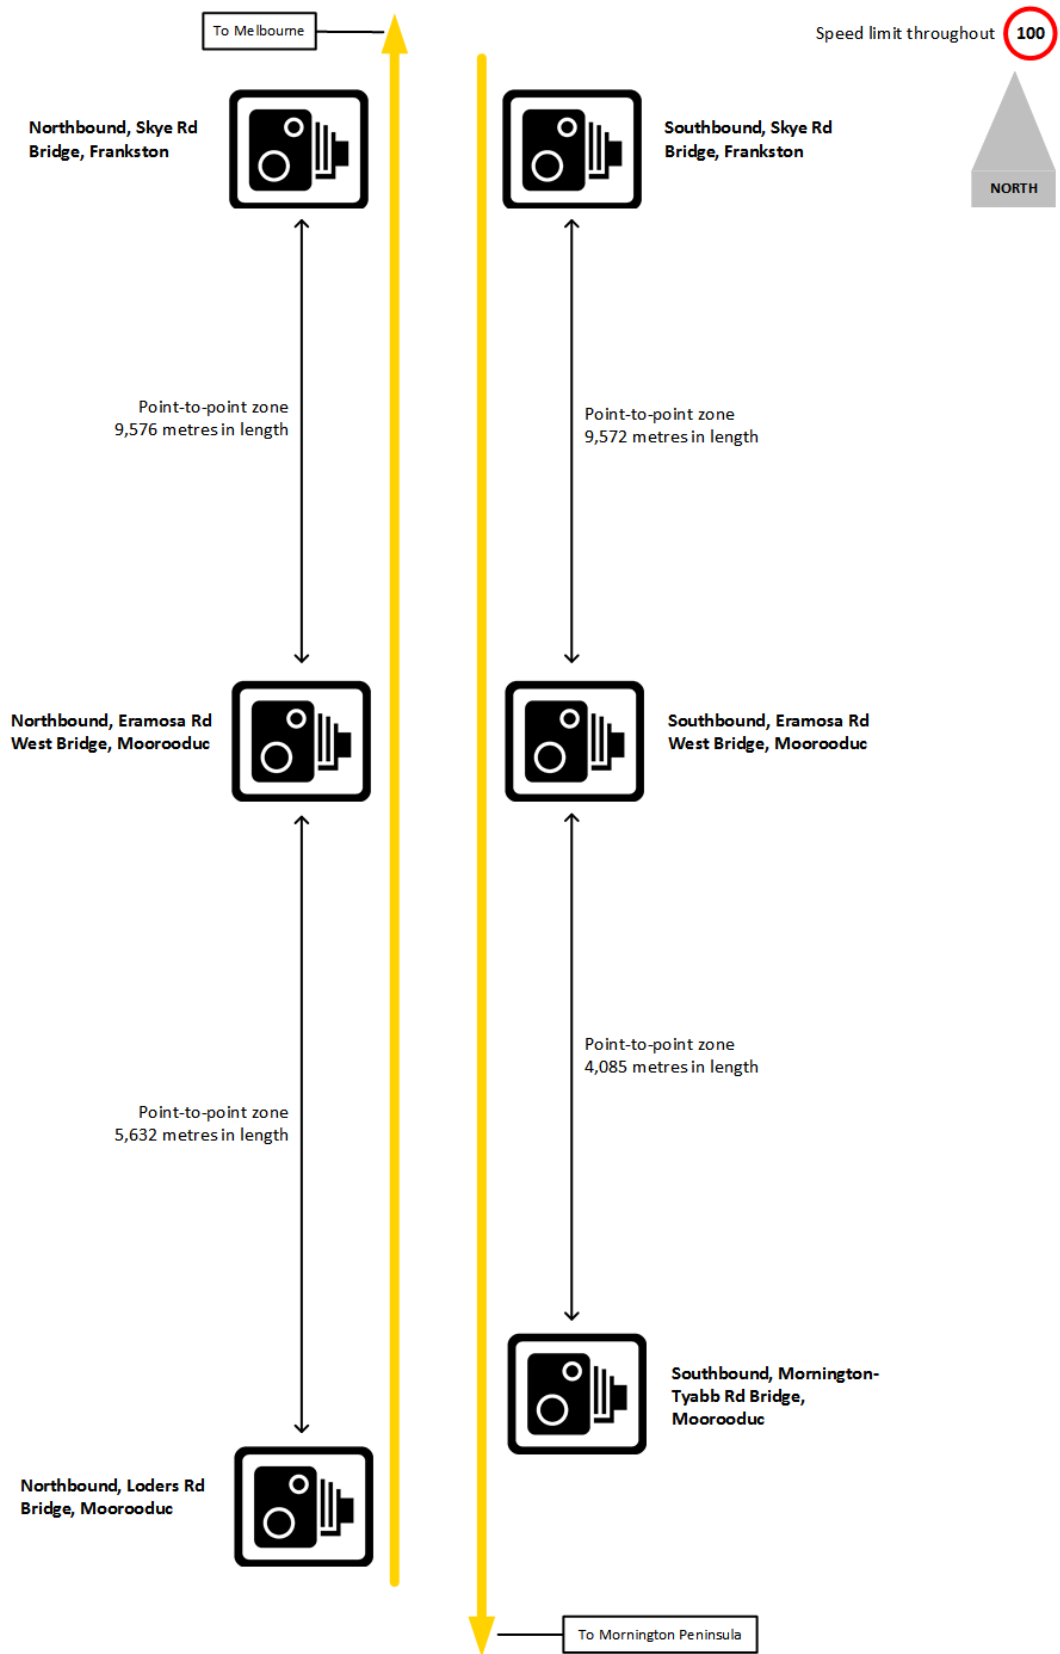 To Melbourne
Speed limit throughout
100
Northbound, Skye Rd
Bridge, Frankston
Southbound, Skye Rd
Bridge, Frankston
NORTH
Point-to-point zone
9,576 metres in length
Point-to-point zone
9,572 metres in length
Northbound, Eramosa Rd
West Bridge, Moorooduc
Southbound, Eramosa Rd
West Bridge, Moorooduc
Point-to-point zone
4,085 metres in length
Point-to-point zone
5,632 metres in length
Southbound, Mornington-
Tyabb Rd Bridge,
Moorooduc
Northbound, Loders Rd
Bridge, Moorooduc
To Mornington Peninsula